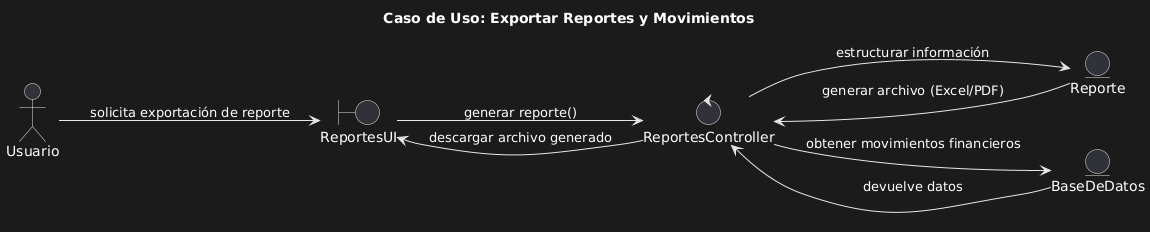 Caso de Uso: Exportar Reportes y Movimientos
estructurar información
Reporte
generar archivo (Excel/PDF)
solicita exportación de reporte
Usuario
generar reporte()
ReportesUI
descargar archivo generado
ReportesController
obtener movimientos financieros
BaseDeDatos
devuelve datos